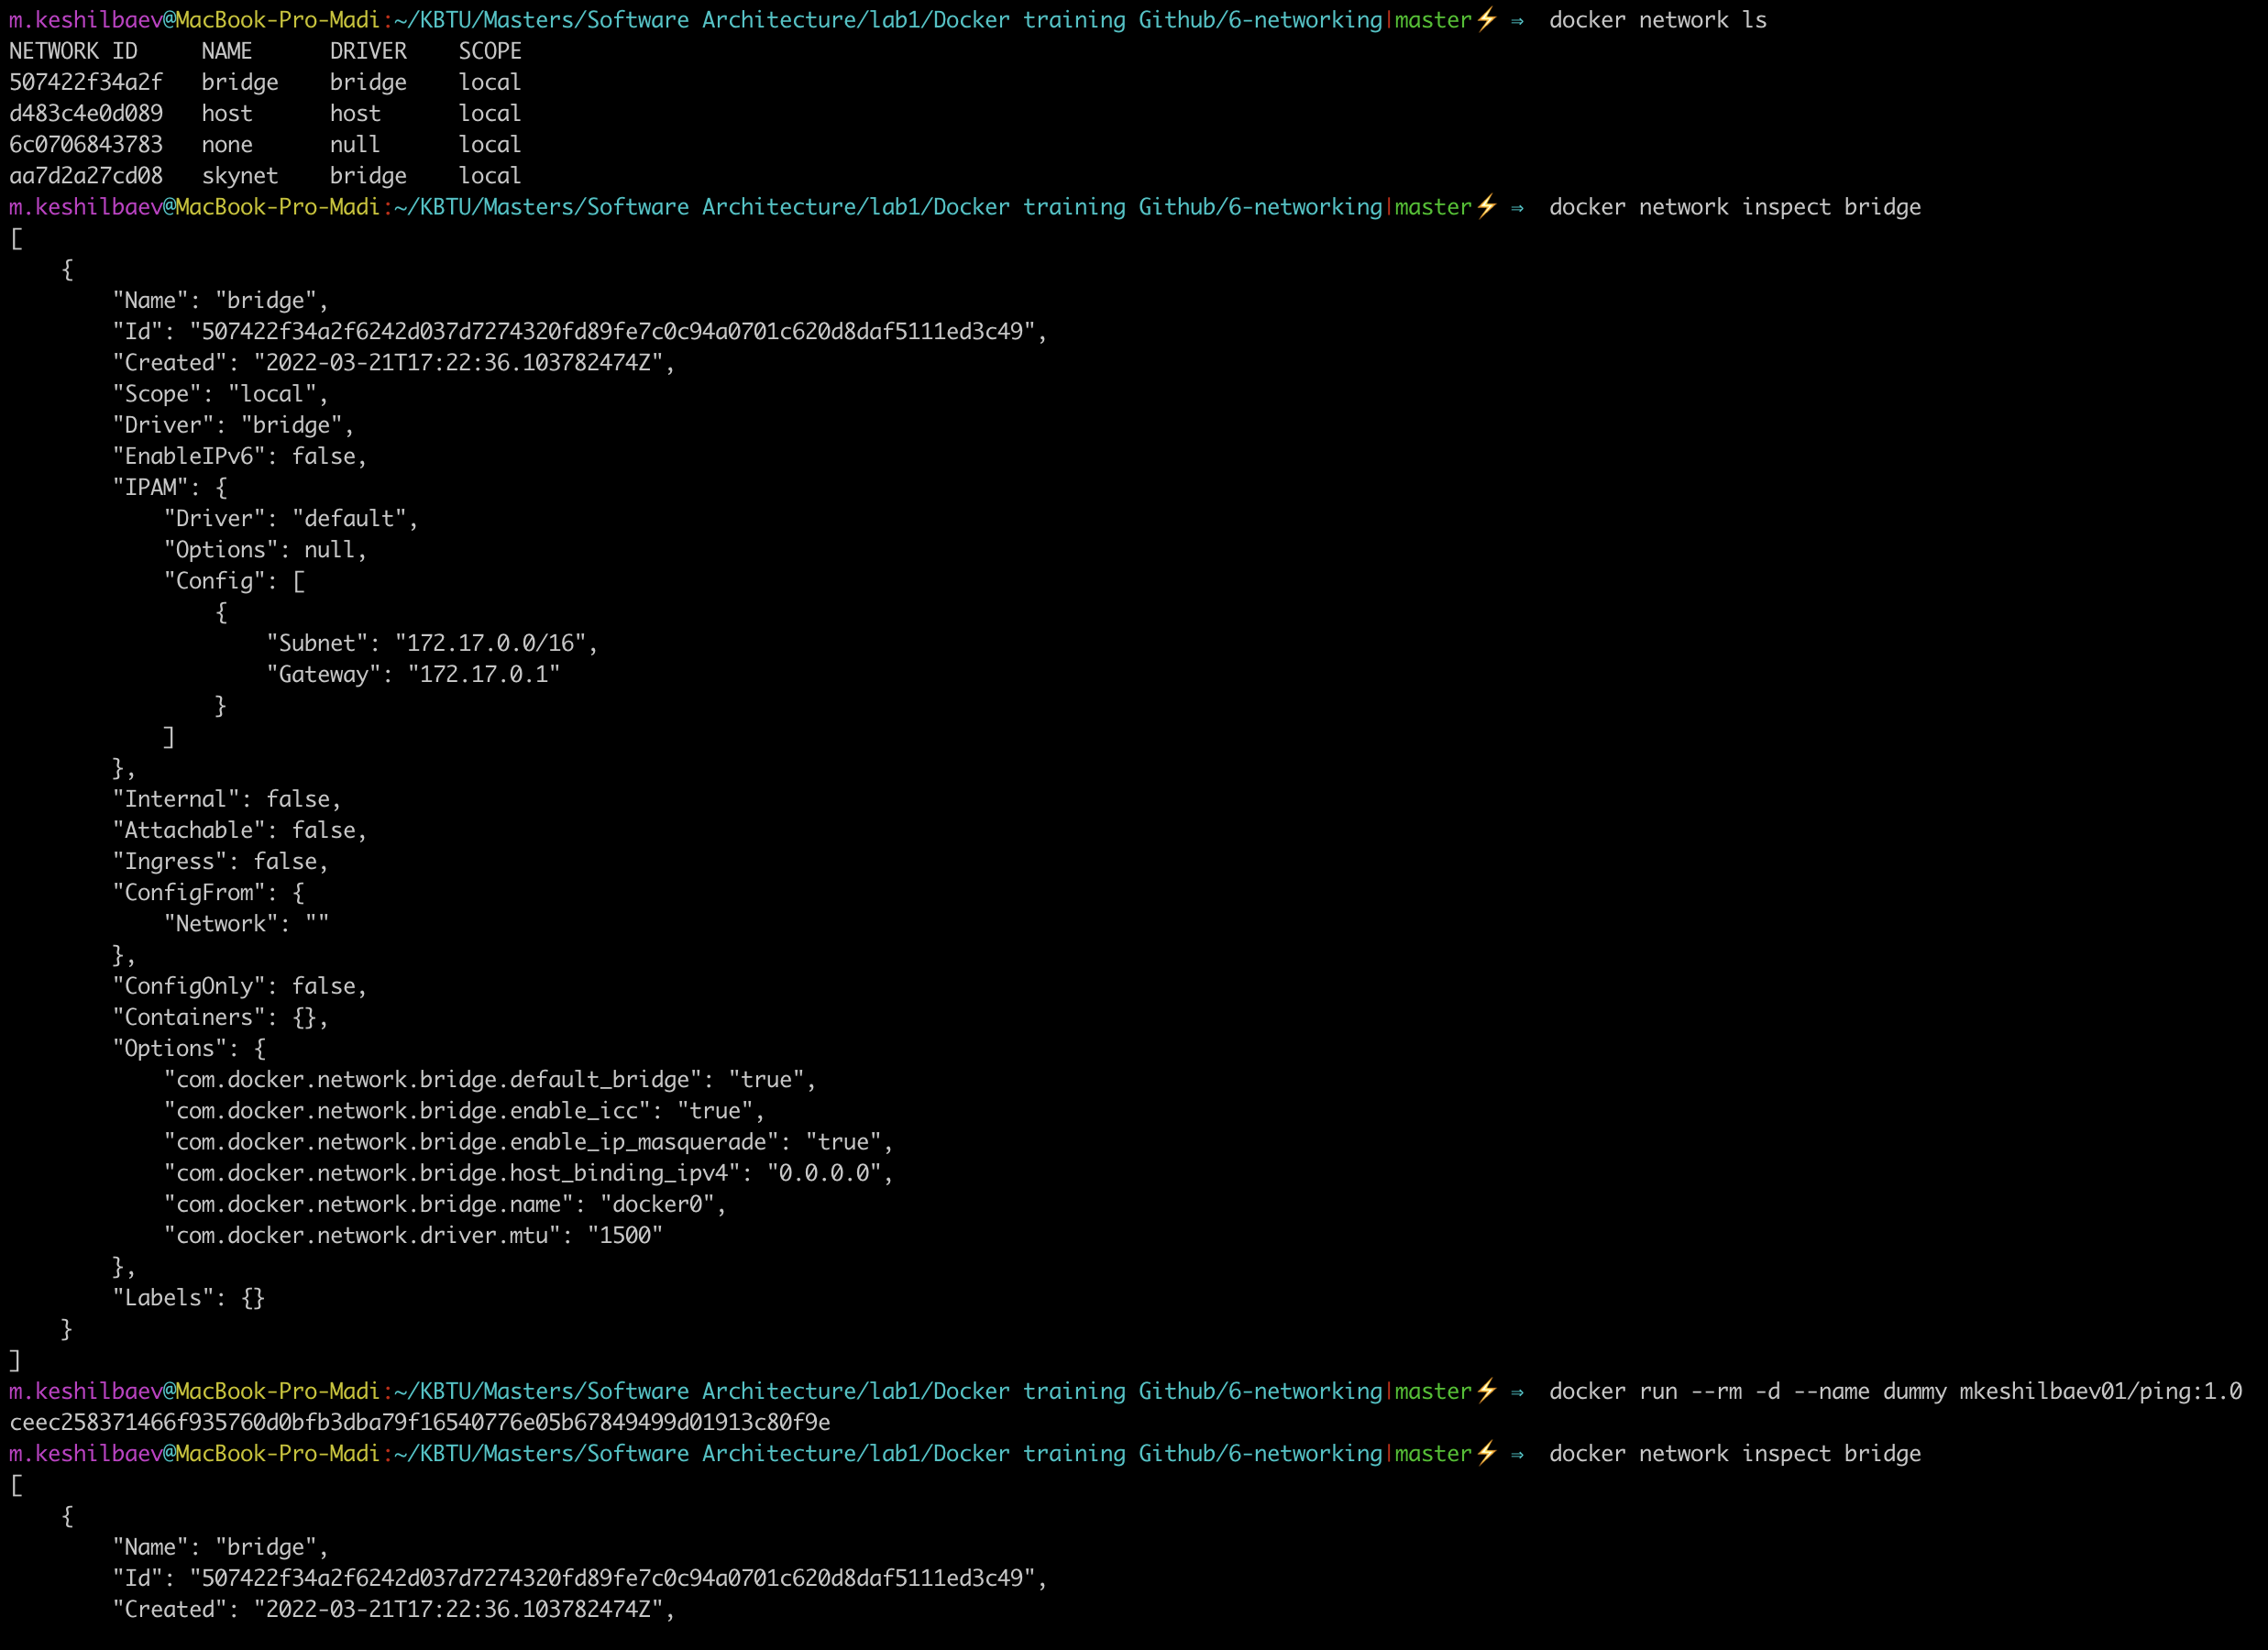 m.keshilbaev@MacBook-Pro-Madi:~/KBTU/Masters/Software Architecture/lab1/Docker training Github/6-networking|master⚡ ⇒  docker network ls
NETWORK ID     NAME      DRIVER    SCOPE
507422f34a2f   bridge    bridge    local
d483c4e0d089   host      host      local
6c0706843783   none      null      local
aa7d2a27cd08   skynet    bridge    local
m.keshilbaev@MacBook-Pro-Madi:~/KBTU/Masters/Software Architecture/lab1/Docker training Github/6-networking|master⚡ ⇒  docker network inspect bridge
[
    {
        "Name": "bridge",
        "Id": "507422f34a2f6242d037d7274320fd89fe7c0c94a0701c620d8daf5111ed3c49",
        "Created": "2022-03-21T17:22:36.103782474Z",
        "Scope": "local",
        "Driver": "bridge",
        "EnableIPv6": false,
        "IPAM": {
            "Driver": "default",
            "Options": null,
            "Config": [
                {
                    "Subnet": "172.17.0.0/16",
                    "Gateway": "172.17.0.1"
                }
            ]
        },
        "Internal": false,
        "Attachable": false,
        "Ingress": false,
        "ConfigFrom": {
            "Network": ""
        },
        "ConfigOnly": false,
        "Containers": {},
        "Options": {
            "com.docker.network.bridge.default_bridge": "true",
            "com.docker.network.bridge.enable_icc": "true",
            "com.docker.network.bridge.enable_ip_masquerade": "true",
            "com.docker.network.bridge.host_binding_ipv4": "0.0.0.0",
            "com.docker.network.bridge.name": "docker0",
            "com.docker.network.driver.mtu": "1500"
        },
        "Labels": {}
    }
]
m.keshilbaev@MacBook-Pro-Madi:~/KBTU/Masters/Software Architecture/lab1/Docker training Github/6-networking|master⚡ ⇒  docker run --rm -d --name dummy mkeshilbaev01/ping:1.0
ceec258371466f935760d0bfb3dba79f16540776e05b67849499d01913c80f9e
m.keshilbaev@MacBook-Pro-Madi:~/KBTU/Masters/Software Architecture/lab1/Docker training Github/6-networking|master⚡ ⇒  docker network inspect bridge
[
    {
        "Name": "bridge",
        "Id": "507422f34a2f6242d037d7274320fd89fe7c0c94a0701c620d8daf5111ed3c49",
        "Created": "2022-03-21T17:22:36.103782474Z",